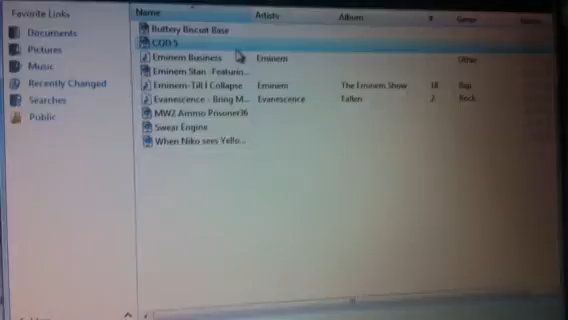 Favorite Links
Documents
Pictures
Music
Recently Changed
Searches
Public
Name Artists Album # Genre
Buttery Biscuit Base
COD 5
Eminem Business Eminem Other
Eminem Stan Featurin...
Eminem-Till I Collapse Eminem The Eminem Show 18 Rap
Evanescence - Bring M... Evanescence Fallen 2 Rock
MW2 Ammo Prisoner36
Swear Engine
When Niko sees Yello...